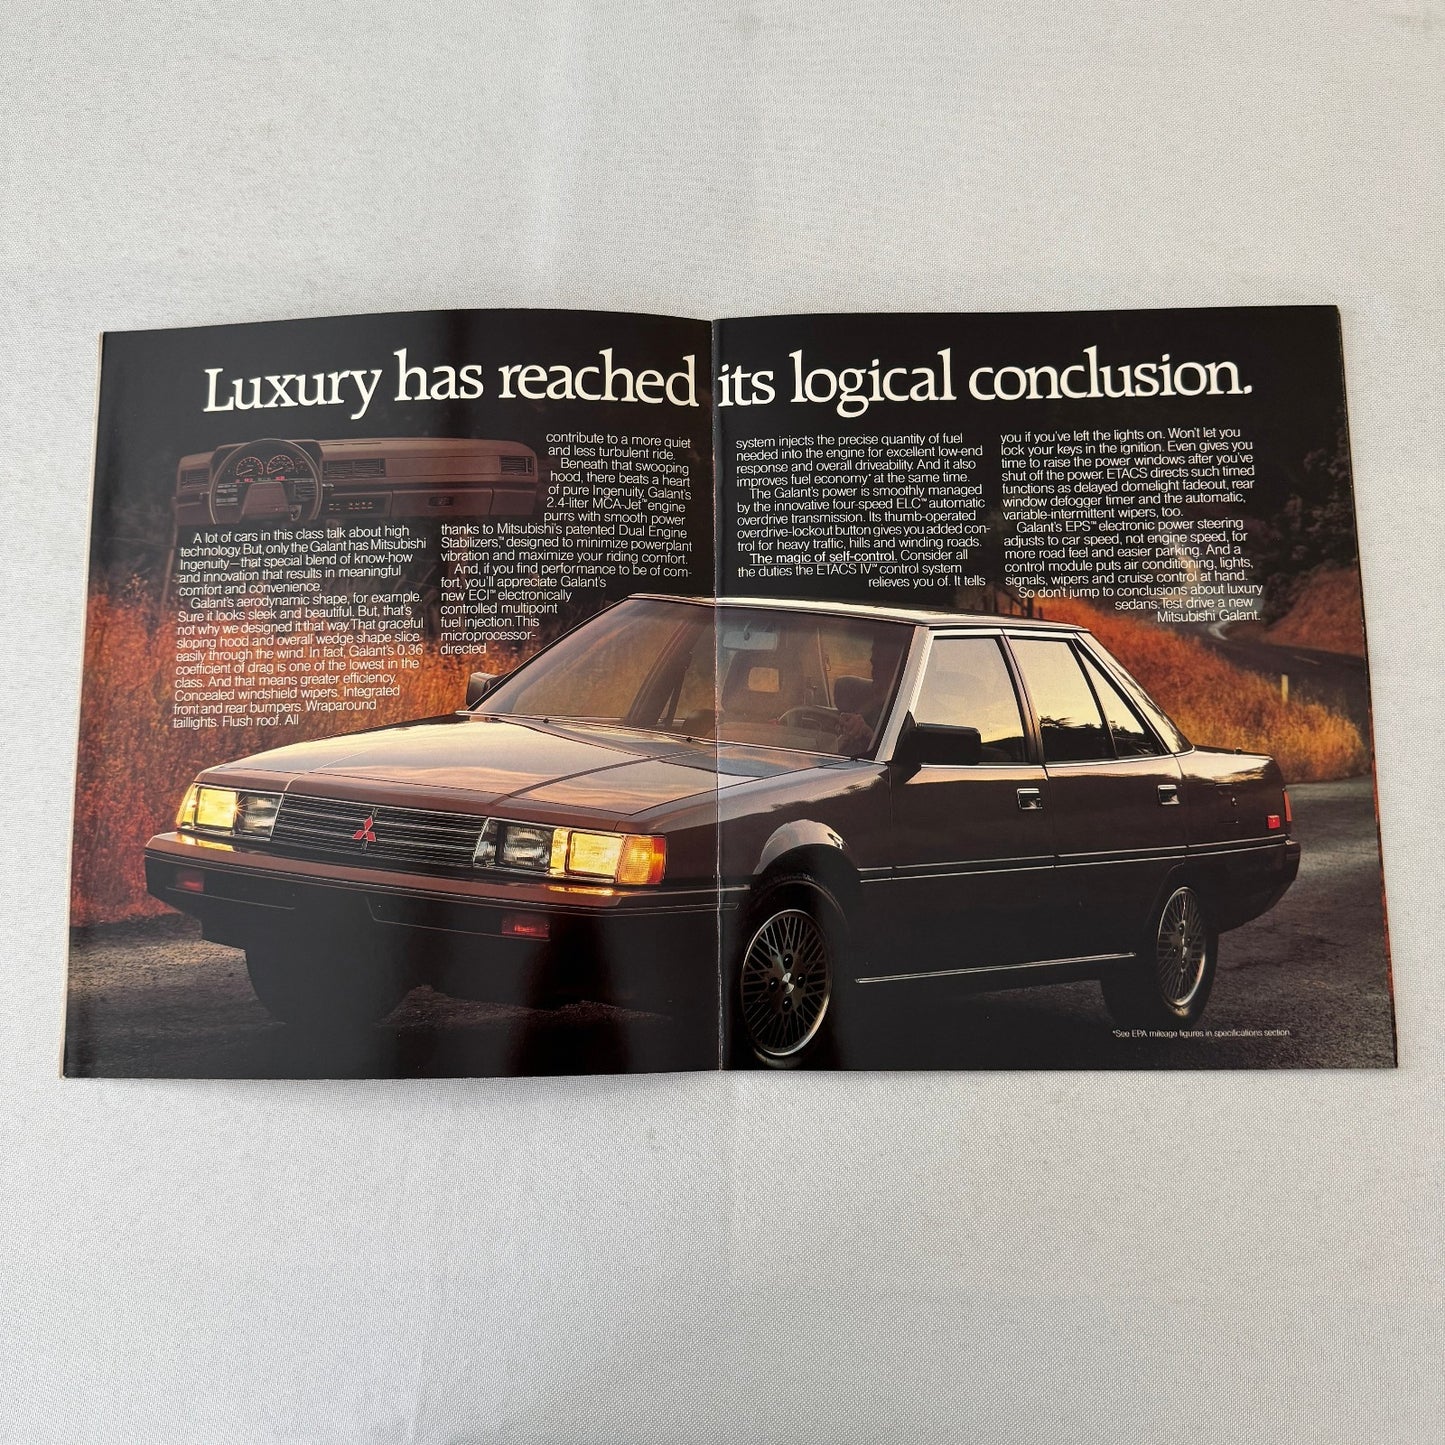 Luxury has reached its logical conclusion.
A lot of cars in this class talk about high
technology. But, only the Galant has Mitsubishi
Ingenuity—that special blend of know-how
and innovation that results in meaningful
comfort and convenience.
Galant's aerodynamic shape, for example.
Sure it looks sleek and beautiful. But, that's
not why we designed it that way. That graceful
sloping hood and overall wedge shape slice
easily through the wind. In fact, Galant's 0.36
coefficient of drag is one of the lowest in the
class. And that means greater efficiency.
Concealed windshield wipers. Integrated
front and rear bumpers. Wraparound
taillights. Flush roof. All
contribute to a more quiet
and less turbulent ride.
Beneath that swooping
hood, there beats a heart
of pure Ingenuity. Galant's
2.4-liter MCA-Jet™ engine
purrs with smooth power
thanks to Mitsubishi's patented Dual Engine
Stabilizers,™ designed to minimize powerplant
vibration and maximize your riding comfort.
And, if you find performance to be of com-
fort, you'll appreciate Galant's
new ECI™ electronically
controlled multipoint
fuel injection. This
microprocessor-
directed
system injects the precise quantity of fuel
needed into the engine for excellent low-end
response and overall driveability. And it also
improves fuel economy* at the same time.
The Galant's power is smoothly managed
by the innovative four-speed ELC™ automatic
overdrive transmission. Its thumb-operated
overdrive-lockout button gives you added con-
trol for heavy traffic, hills and winding roads.
The magic of self-control. Consider all
the duties the ETACS IV™ control system
relieves you of. It tells
you if you've left the lights on. Won't let you
lock your keys in the ignition. Even gives you
time to raise the power windows after you've
shut off the power. ETACS directs such timed
functions as delayed domelight fadeout, rear
window defogger timer and the automatic,
variable-intermittent wipers, too.
Galant's EPS™ electronic power steering
adjusts to car speed, not engine speed, for
more road feel and easier parking. And a
control module puts air conditioning, lights,
signals, wipers and cruise control at hand.
So don't jump to conclusions about luxury
sedans. Test drive a new
Mitsubishi Galant.
*See EPA mileage figures in specifications section.